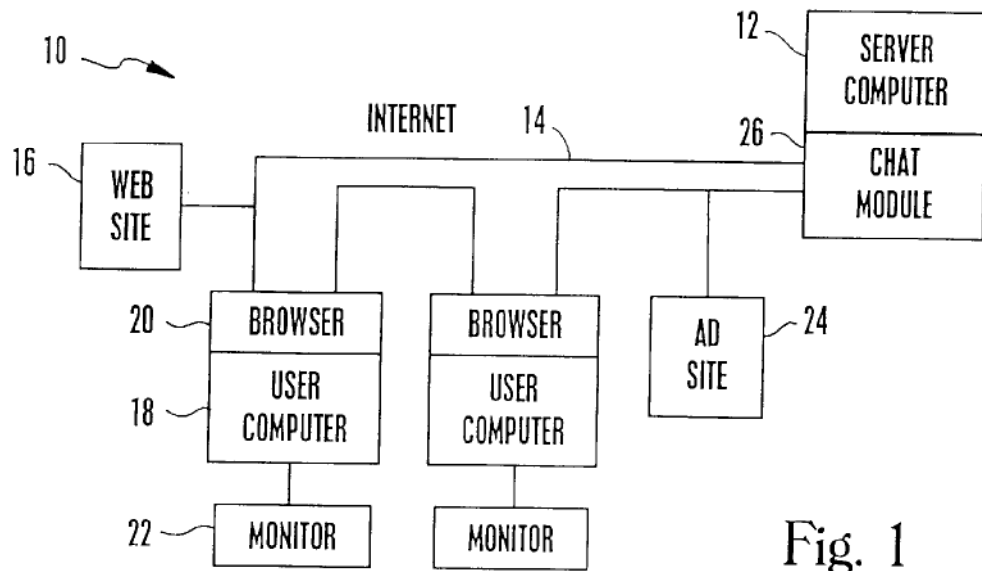 10
12
SERVER
COMPUTER
INTERNET
14
26
16
WEB
SITE
CHAT
MODULE
20
BROWSER
BROWSER
AD
SITE
24
18
USER
COMPUTER
USER
COMPUTER
22
MONITOR
MONITOR
Fig. 1